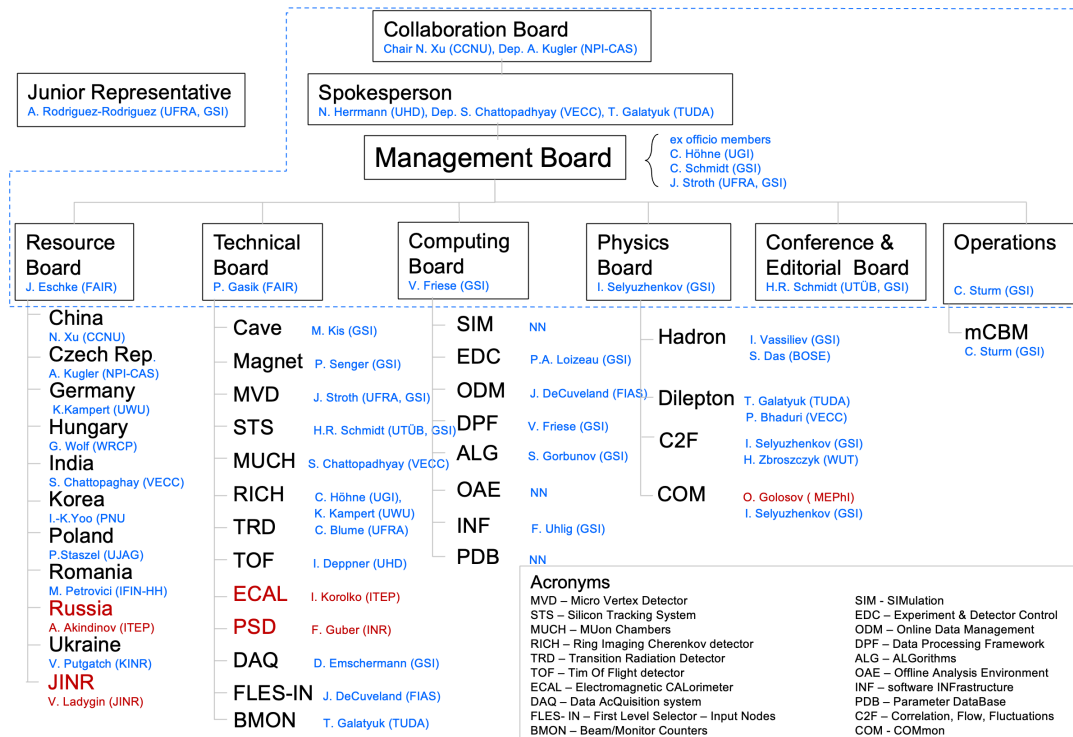 Collaboration Board
Chair N. Xu (CCNU), Dep. A. Kugler (NPI-CAS)
Junior Representative
A. Rodriguez-Rodriguez (UFRA, GSI)
Spokesperson
N. Herrmann (UHD), Dep. S. Chattopadhyay (VECC), T. Galatyuk (TUDA)
Management Board
ex officio members
C. Höhne (UGI)
C. Schmidt (GSI)
J. Stroth (UFRA, GSI)
Resource
Board
J. Eschke (FAIR)
Technical
Board
P. Gasik (FAIR)
Computing
Board
V. Friese (GSI)
Physics
Board
I. Selyuzhenkov (GSI)
Conference &
Editorial Board
H.R. Schmidt (UTÜB, GSI)
Operations
C. Sturm (GSI)
China
N. Xu (CCNU)
Czech Rep.
A. Kugler (NPI-CAS)
Germany
K.Kampert (UWU)
Hungary
G. Wolf (WRCP)
India
S. Chattopaghay (VECC)
Korea
I.-K.Yoo (PNU
Poland
P.Staszel (UJAG)
Romania
M. Petrovici (IFIN-HH)
Russia
A. Akindinov (ITEP)
Ukraine
V. Putgatch (KINR)
JINR
V. Ladygin (JINR)
Cave M. Kis (GSI)
Magnet P. Senger (GSI)
MVD J. Stroth (UFRA, GSI)
STS H.R. Schmidt (UTÜB, GSI)
MUCH S. Chattopadhyay (VECC)
RICH C. Höhne (UGI),
K. Kampert (UWU)
TRD C. Blume (UFRA)
TOF I. Deppner (UHD)
ECAL I. Korolko (ITEP)
PSD F. Guber (INR)
DAQ D. Emschermann (GSI)
FLES-IN J. DeCuveland (FIAS)
BMON T. Galatyuk (TUDA)
SIM NN
EDC P.A. Loizeau (GSI)
ODM J. DeCuveland (FIAS)
DPF V. Friese (GSI)
ALG S. Gorbunov (GSI)
OAE NN
INF F. Uhlig (GSI)
PDB NN
Hadron I. Vassiliev (GSI)
S. Das (BOSE)
Dilepton T. Galatyuk (TUDA)
P. Bhaduri (VECC)
C2F I. Selyuzhenkov (GSI)
H. Zbroszczyk (WUT)
COM O. Golosov ( MEPhI)
I. Selyuzhenkov (GSI)
mCBM
C. Sturm (GSI)
Acronyms
MVD – Micro Vertex Detector
STS – Silicon Tracking System
MUCH – MUon Chambers
RICH – Ring Imaging Cherenkov detector
TRD – Transition Radiation Detector
TOF – Tim Of Flight detector
ECAL – Electromagnetic CALorimeter
DAQ – Data AcQuisition system
FLES- IN – First Level Selector – Input Nodes
BMON – Beam/Monitor Counters
SIM - SIMulation
EDC – Experiment & Detector Control
ODM – Online Data Management
DPF – Data Processing Framework
ALG – ALGorithms
OAE – Offline Analysis Environment
INF – software INFrastructure
PDB – Parameter DataBase
C2F – Correlation, Flow, Fluctuations
COM - COMmon